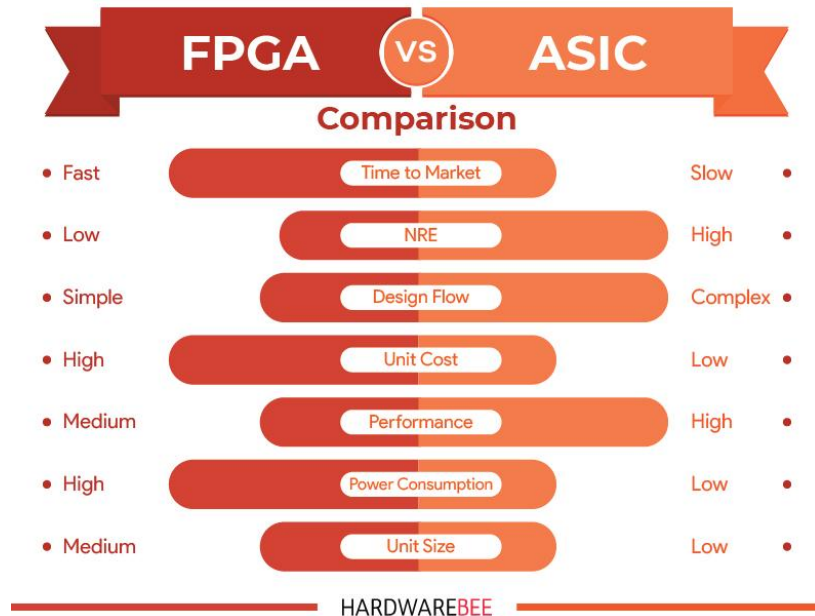 FPGA VS ASIC
Comparison
• Fast Time to Market Slow •
• Low NRE High •
• Simple Design Flow Complex •
• High Unit Cost Low •
• Medium Performance High •
• High Power Consumption Low •
• Medium Unit Size Low •
HARDWAREBEE